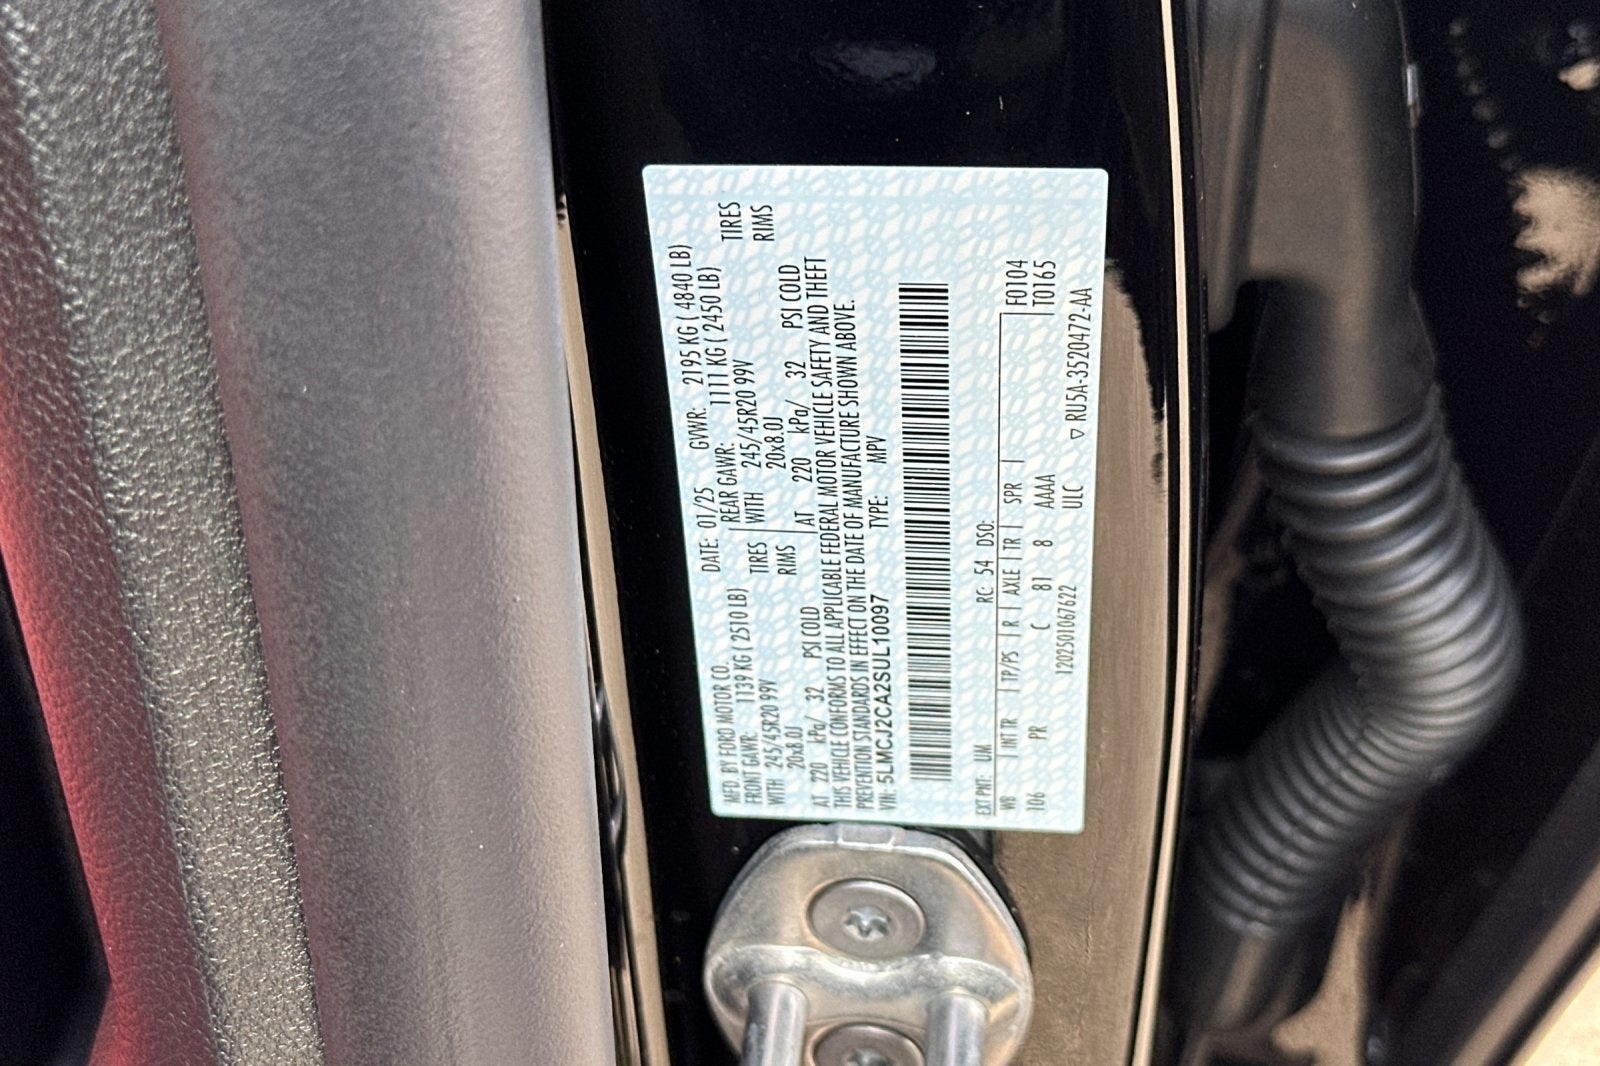 MFD. BY FORD MOTOR CO. DATE: 01/25 GVWR: 2195 KG ( 4840 LB)
FRONT GAWR: 1139 KG ( 2510 LB) REAR GAWR: 1111 KG ( 2450 LB)
WITH 245/45R20 99V TIRES WITH 245/45R20 99V TIRES
20x8.0J RIMS 20x8.0J RIMS
AT 220 kPa/ 32 PSI COLD AT 220 kPa/ 32 PSI COLD
THIS VEHICLE CONFORMS TO ALL APPLICABLE FEDERAL MOTOR VEHICLE SAFETY AND THEFT
PREVENTION STANDARDS IN EFFECT ON THE DATE OF MANUFACTURE SHOWN ABOVE.
VIN: 5LMCJ2CA2SUL10097 TYPE: MPV
EXT PNT: UM RC: 54 DSO:
WB INT TR TP/PS R AXLE TR SPR F0104
106 PR C 81 8 AAAA T0165
1202501067622 ULC ▽ RU5A-3520472-AA